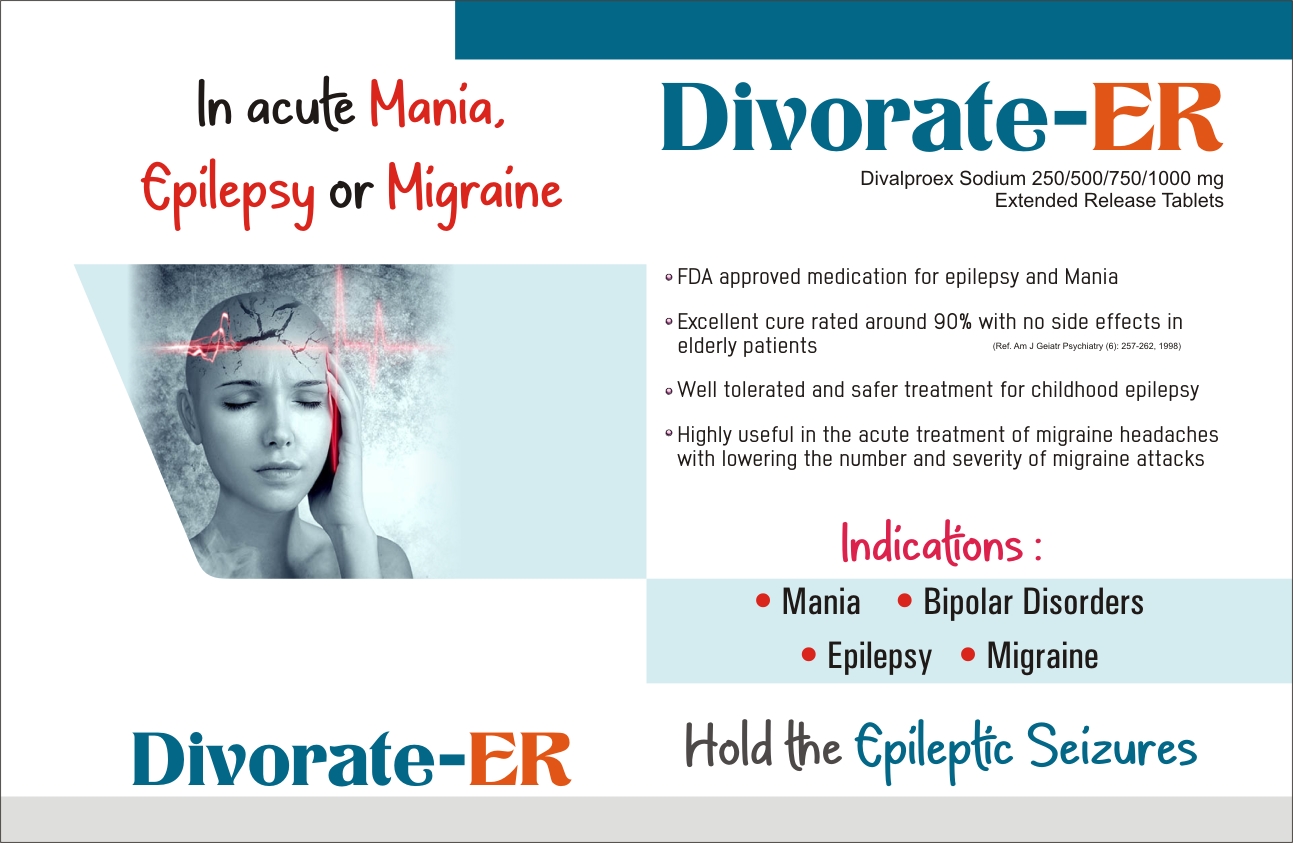 In acute Mania,
Epilepsy or Migraine
Divorate-ER
Divorate-ER
Divalproex Sodium 250/500/750/1000 mg
Extended Release Tablets
• FDA approved medication for epilepsy and Mania
• Excellent cure rated around 90% with no side effects in
elderly patients (Ref. Am J Geiatr Psychiatry (6): 257-262, 1998)
• Well tolerated and safer treatment for childhood epilepsy
• Highly useful in the acute treatment of migraine headaches
with lowering the number and severity of migraine attacks
Indications :
• Mania • Bipolar Disorders
• Epilepsy • Migraine
Hold the Epileptic Seizures